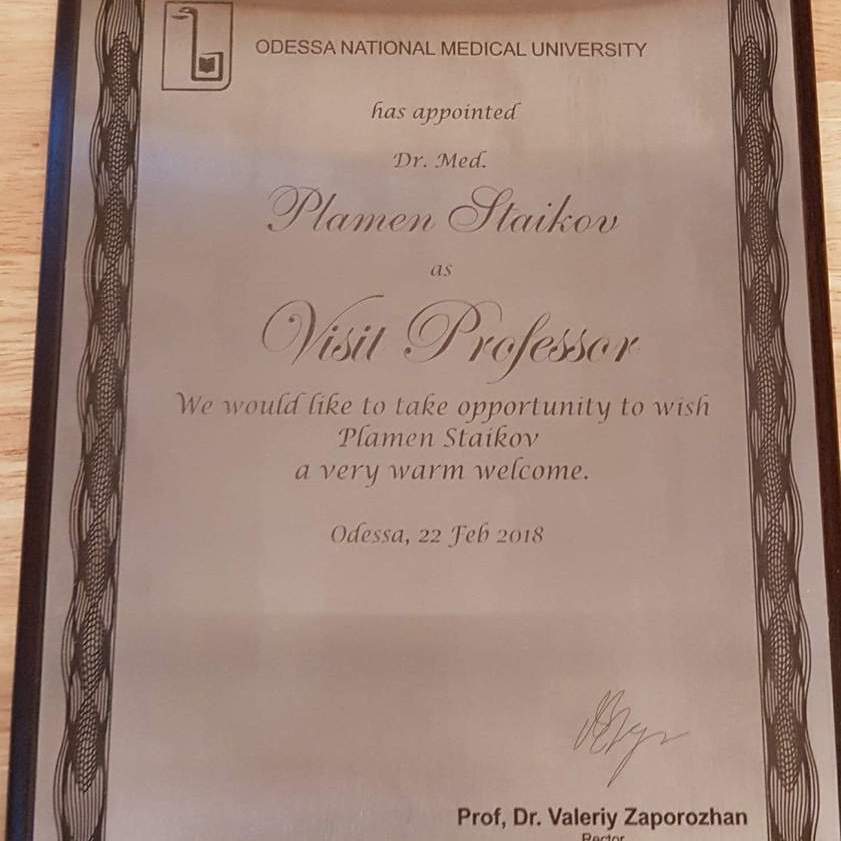 ODESSA NATIONAL MEDICAL UNIVERSITY
has appointed
Dr. Med.
Plamen Staikov
as
Visit Professor
We would like to take opportunity to wish
Plamen Staikov
a very warm welcome.
Odessa, 22 Feb 2018
Prof, Dr. Valeriy Zaporozhan
Rector